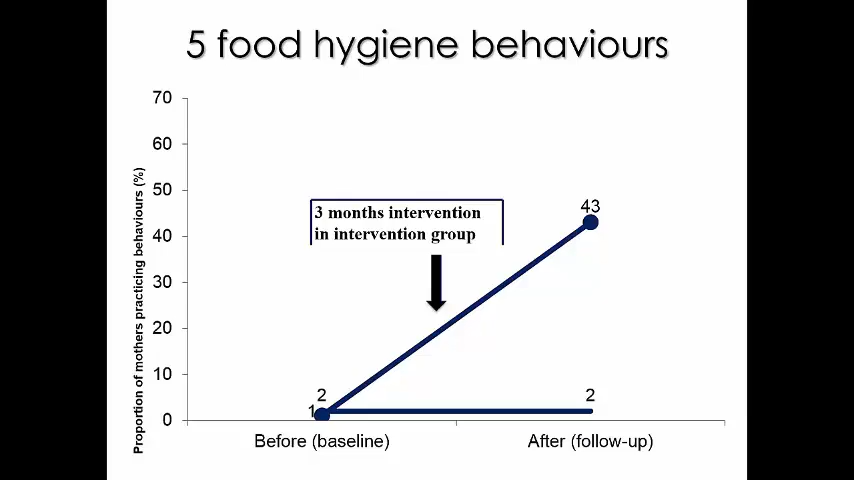 5 food hygiene behaviours
Proportion of mothers practicing behaviours (%)
70
60
50
40
30
20
10
0
3 months intervention
in intervention group
43
2
1
2
Before (baseline)
After (follow-up)